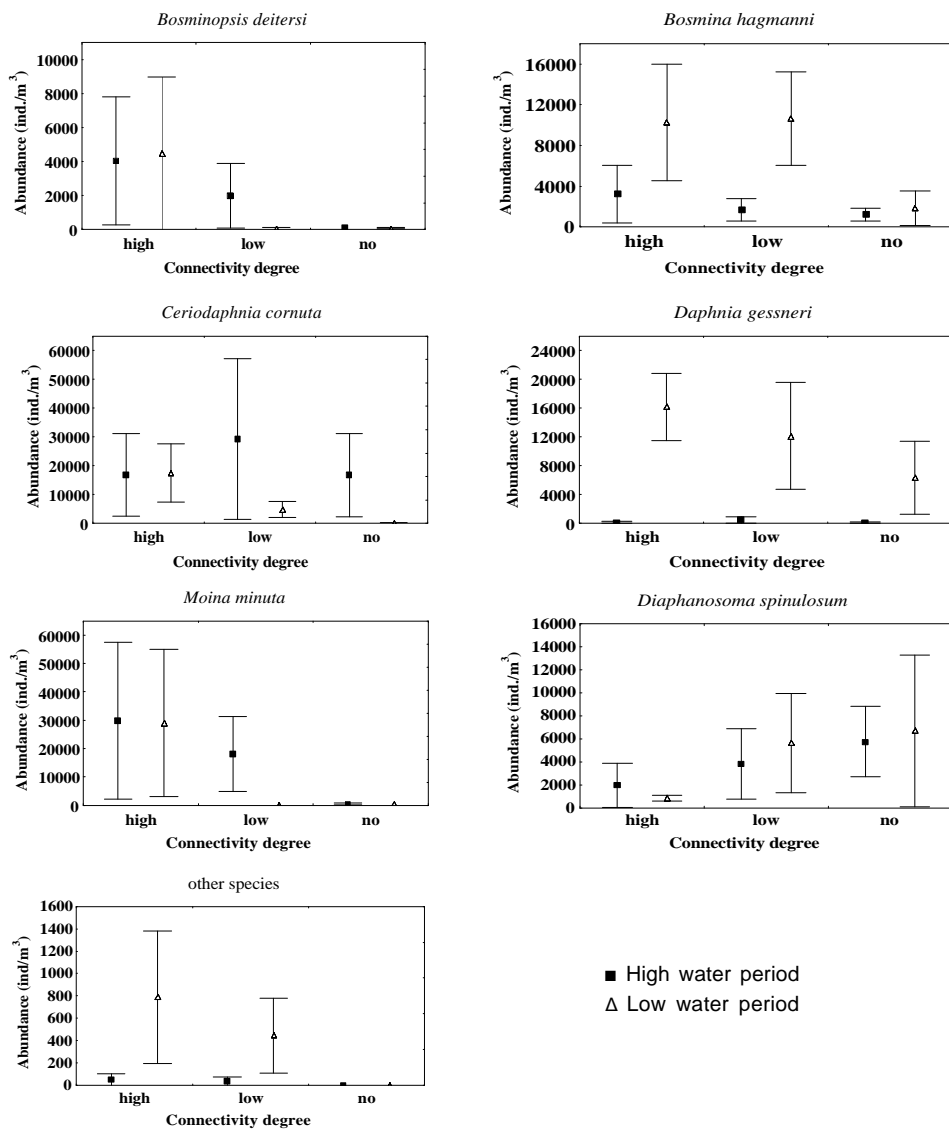 Bosminopsis deitersi
Abundance (ind./m3)
10000
8000
6000
4000
2000
0
high low no
Connectivity degree
Bosmina hagmanni
Abundance (ind./m3)
16000
12000
8000
4000
0
high low no
Connectivity degree
Ceriodaphnia cornuta
Abundance (ind./m3)
60000
50000
40000
30000
20000
10000
0
high low no
Connectivity degree
Daphnia gessneri
Abundance (ind./m3)
24000
20000
16000
12000
8000
4000
0
high low no
Connectivity degree
Moina minuta
Abundance (ind./m3)
60000
50000
40000
30000
20000
10000
0
high low no
Connectivity degree
Diaphanosoma spinulosum
Abundance (ind./m3)
16000
14000
12000
10000
8000
6000
4000
2000
0
high low no
Connectivity degree
other species
Abundance (ind/m3)
1600
1400
1200
1000
800
600
400
200
0
high low no
Connectivity degree
High water period
Low water period